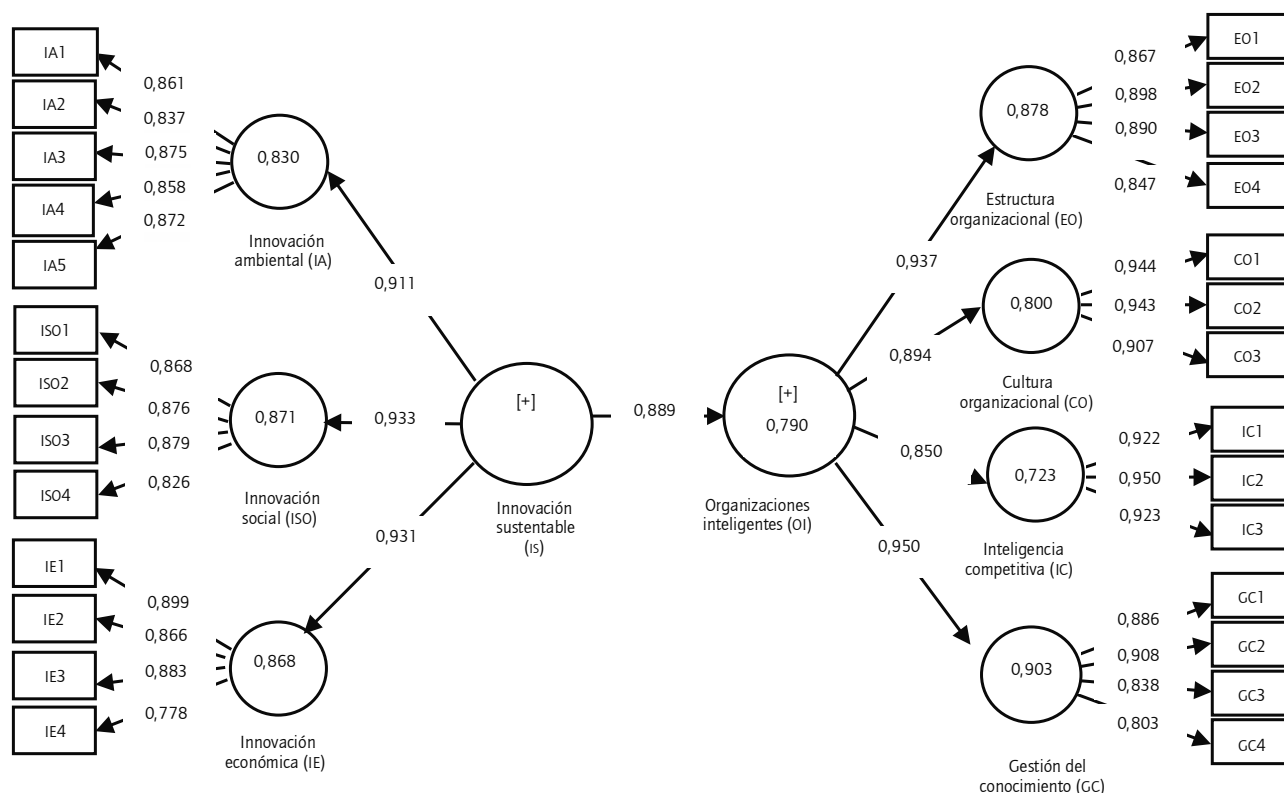 IA1
IA2
IA3
IA4
IA5
0,861
0,837
0,875
0,858
0,872
0,830
Innovación
ambiental (IA)
0,911
ISO1
ISO2
ISO3
ISO4
0,868
0,876
0,879
0,826
0,871
Innovación
social (ISO)
0,933
IE1
IE2
IE3
IE4
0,899
0,866
0,883
0,778
0,868
Innovación
económica (IE)
0,931
[+]
Innovación
sustentable
(IS)
0,889
[+]
0,790
Organizaciones
inteligentes (OI)
0,937
0,894
0,850
0,950
0,878
Estructura
organizacional (EO)
0,867
0,898
0,890
0,847
EO1
EO2
EO3
EO4
0,800
Cultura
organizacional (CO)
0,944
0,943
0,907
CO1
CO2
CO3
0,723
Inteligencia
competitiva (IC)
0,922
0,950
0,923
IC1
IC2
IC3
0,903
Gestión del
conocimiento (GC)
0,886
0,908
0,838
0,803
GC1
GC2
GC3
GC4